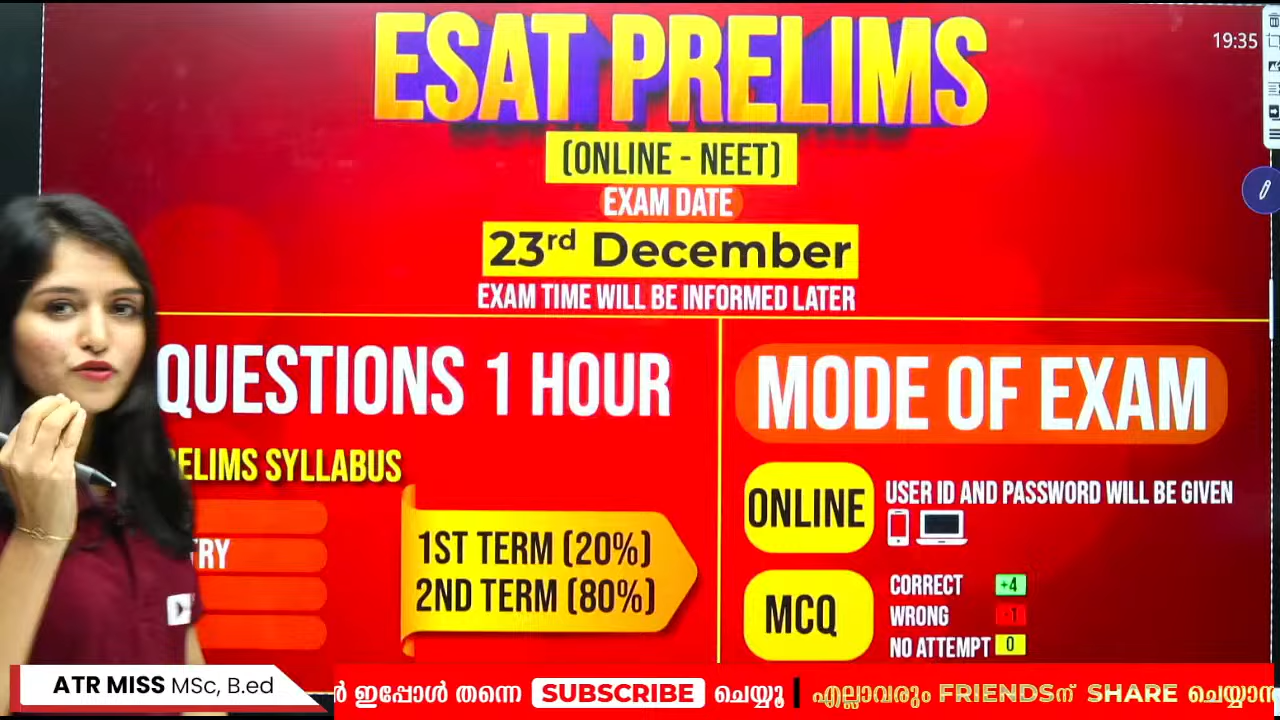 ESAT PRELIMS
19:35
(ONLINE - NEET)
EXAM DATE
23rd December
EXAM TIME WILL BE INFORMED LATER
QUESTIONS 1 HOUR
ELIMS SYLLABUS
TRY
1ST TERM (20%)
2ND TERM (80%)
MODE OF EXAM
ONLINE
USER ID AND PASSWORD WILL BE GIVEN
MCQ
CORRECT +4
WRONG -1
NO ATTEMPT 0
ATR MISS MSc, B.ed
ഇപ്പോൾ തന്നെ SUBSCRIBE ചെയ്യൂ | എല്ലാവരും FRIENDSന് SHARE ചെയ്യാൻ